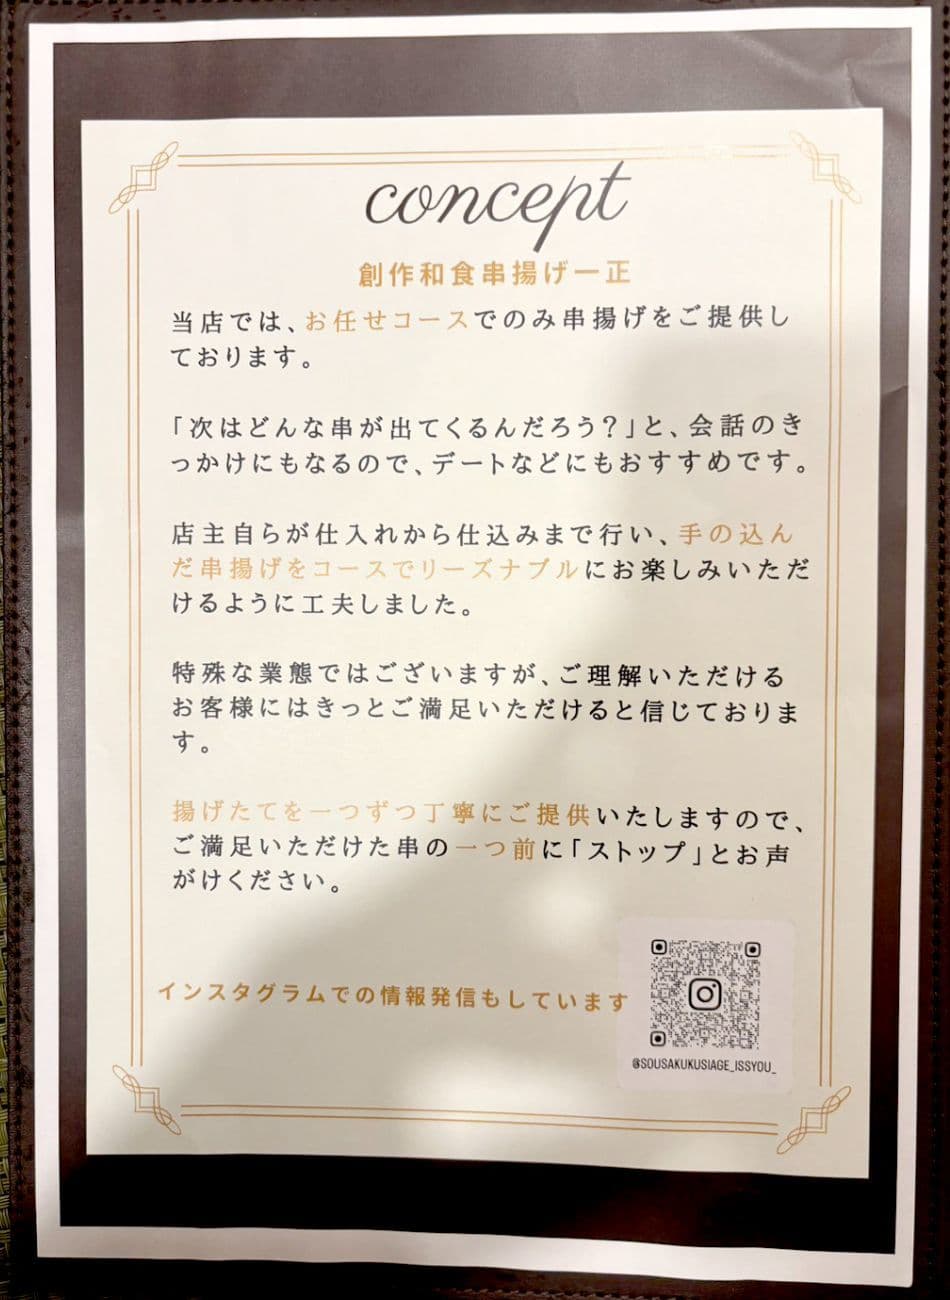 concept
創作和食串揚げ一正
当店では、お任せコースでのみ串揚げをご提供し
ております。
「次はどんな串が出てくるんだろう？」と、会話のき
っかけにもなるので、デートなどにもおすすめです。
店主自らが仕入れから仕込みまで行い、手の込ん
だ串揚げをコースでリーズナブルにお楽しみいただ
けるように工夫しました。
特殊な業態ではございますが、ご理解いただける
お客様にはきっとご満足いただけると信じておりま
す。
揚げたてを一つずつ丁寧にご提供いたしますので、
ご満足いただけた串の一つ前に「ストップ」とお声
がけください。
インスタグラムでの情報発信もしています
@SOUSAKUKUSIAGE_ISSYOU_